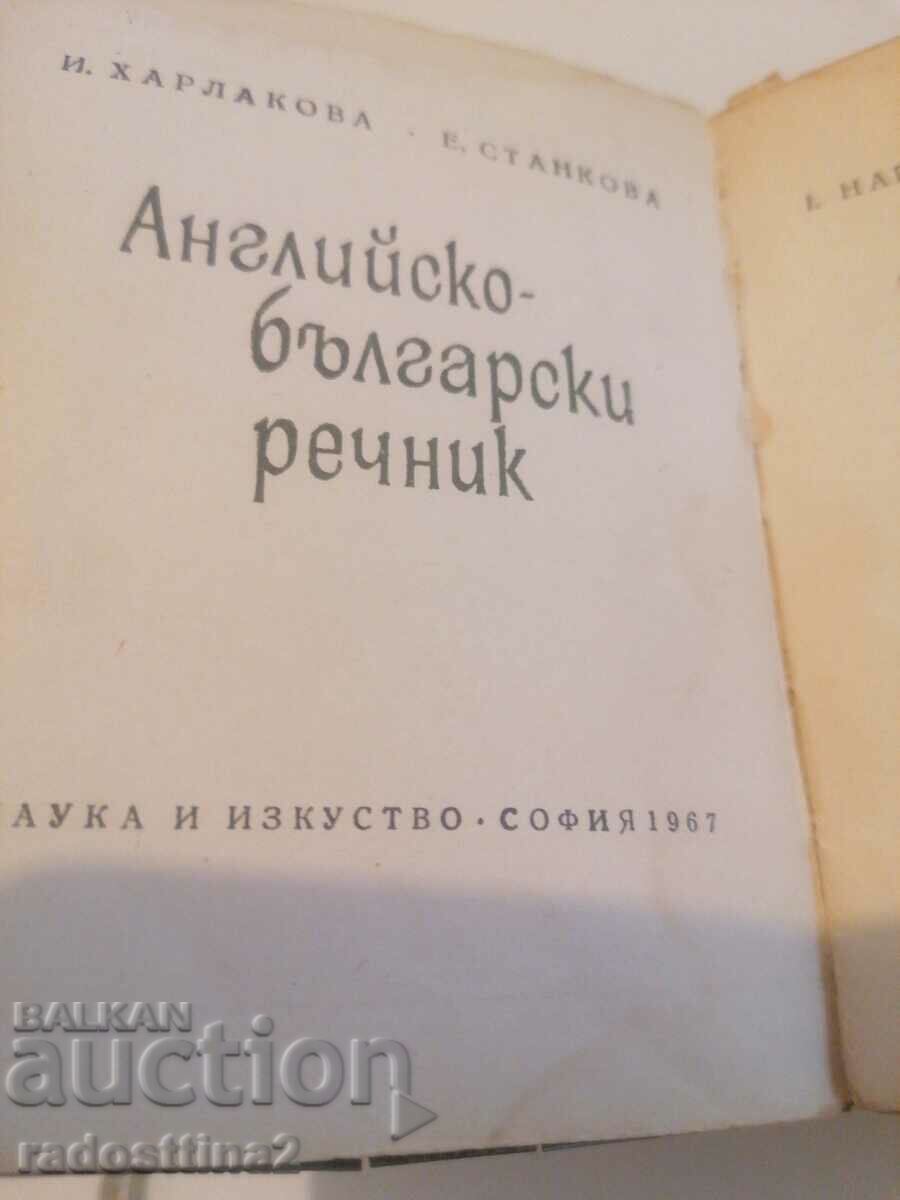 И. ХАРЛАКОВА · Е. СТАНКОВА
Английско-
български
речник
АУКА И ИЗКУСТВО · СОФИЯ 1967
BALKAN
auction
radosttina2